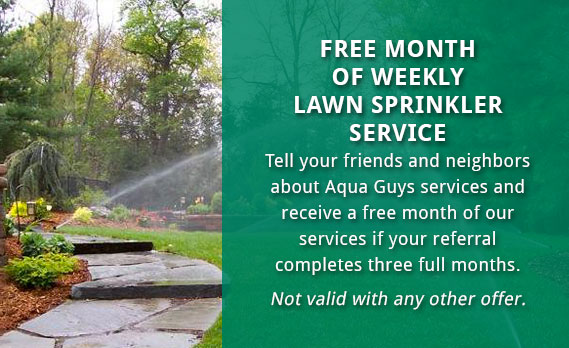 FREE MONTH
OF WEEKLY
LAWN SPRINKLER
SERVICE
Tell your friends and neighbors
about Aqua Guys services and
receive a free month of our
services if your referral
completes three full months.
Not valid with any other offer.